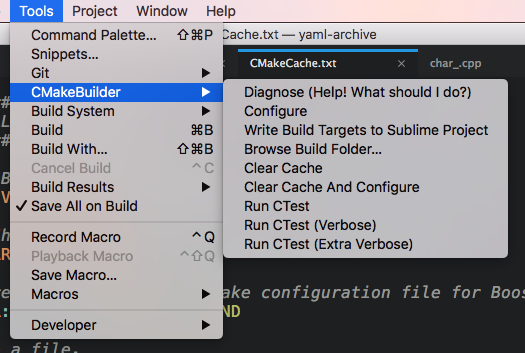 Tools Project Window Help
Cache.txt — yaml-archive
CMakeCache.txt × char_.cpp
Command Palette... ⇧⌘P
Snippets...
Git ▶
CMakeBuilder ▶
Build System ▶
Build ⌘B
Build With... ⇧⌘B
Cancel Build ^C
Build Results ▶
✓ Save All on Build
Record Macro ^Q
Playback Macro ^⇧Q
Save Macro...
Macros ▶
Developer ▶
Diagnose (Help! What should I do?)
Configure
Write Build Targets to Sublime Project
Browse Build Folder...
Clear Cache
Clear Cache And Configure
Run CTest
Run CTest (Verbose)
Run CTest (Extra Verbose)
ake configuration file for Boos
ND
a file.